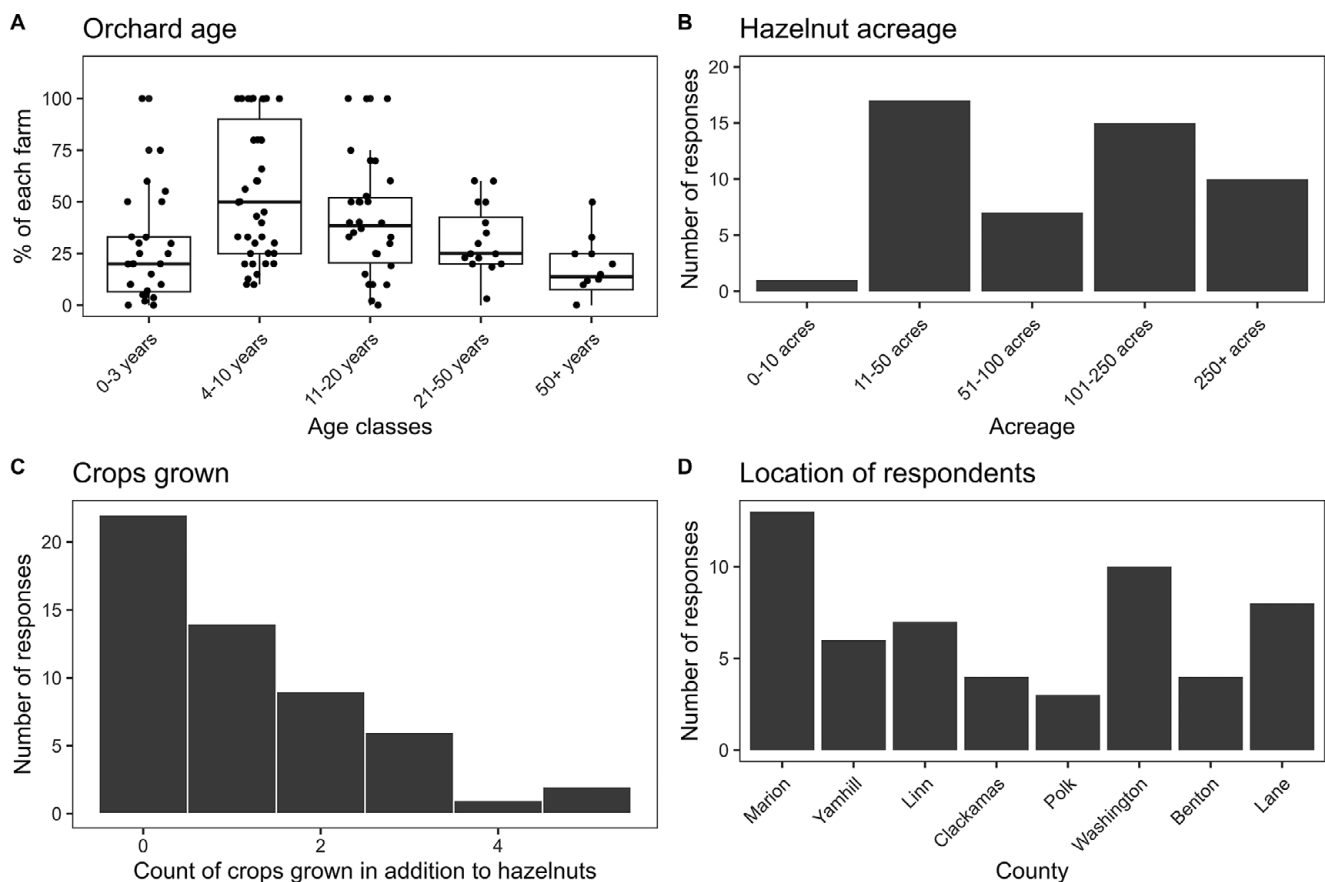 A
Orchard age
% of each farm
100
75
50
25
0
0-3 years
4-10 years
11-20 years
21-50 years
50+ years
Age classes
B
Hazelnut acreage
Number of responses
20
15
10
5
0
0-10 acres
11-50 acres
51-100 acres
101-250 acres
250+ acres
Acreage
C
Crops grown
Number of responses
20
15
10
5
0
0
2
4
Count of crops grown in addition to hazelnuts
D
Location of respondents
Number of responses
10
5
0
Marion
Yamhill
Linn
Clackamas
Polk
Washington
Benton
Lane
County